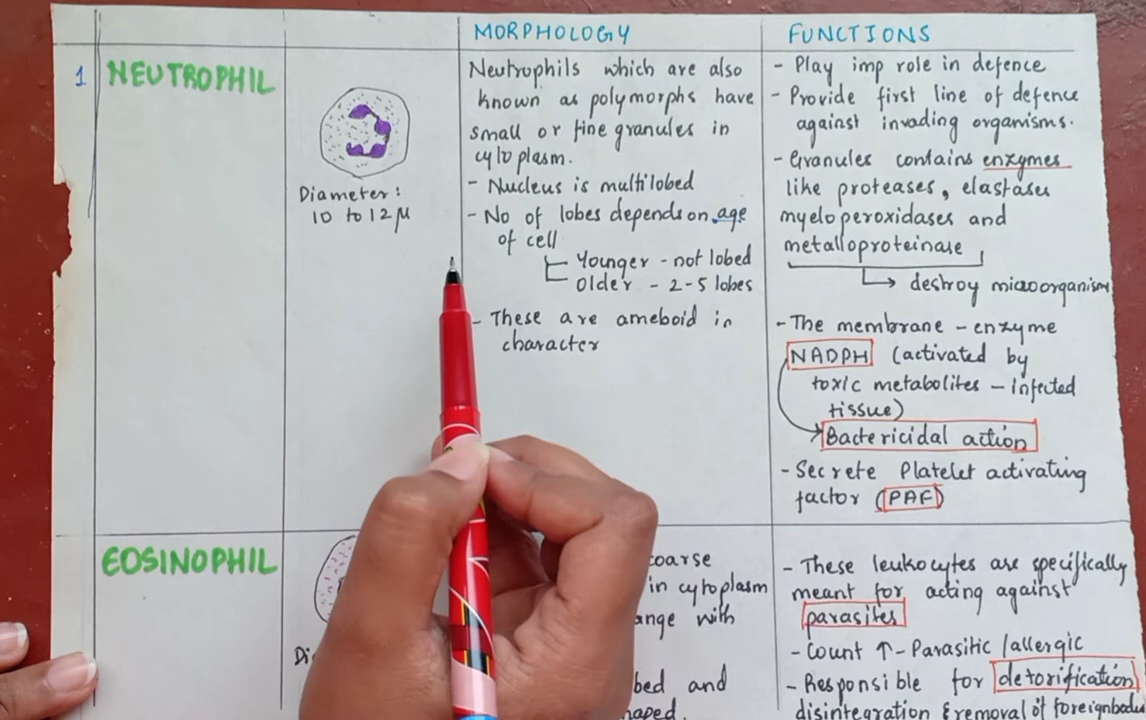 MORPHOLOGY
FUNCTIONS
1 NEUTROPHIL
Diameter:
10 to 12 μ
Neutrophils which are also
known as polymorphs have
small or fine granules in
cytoplasm.
- Nucleus is multilobed
- No of lobes depends on age
of cell
Younger - not lobed
Older - 2-5 lobes
- These are ameboid in
character
- Play imp role in defence
- Provide first line of defence
against invading organisms.
- Granules contains enzymes
like proteases, elastases
myeloperoxidases and
metalloproteinase
→ destroy microorganism
- The membrane - enzyme
NADPH (activated by
toxic metabolites - infected
tissue)
Bactericidal action
- Secrete Platelet activating
factor (PAF)
EOSINOPHIL
coarse
in cytoplasm
with
and
- These leukocytes are specifically
meant for acting against
parasites
- Count ↑ - Parasitic /allergic
- Responsible for detoxification
disintegration & removal of foreign